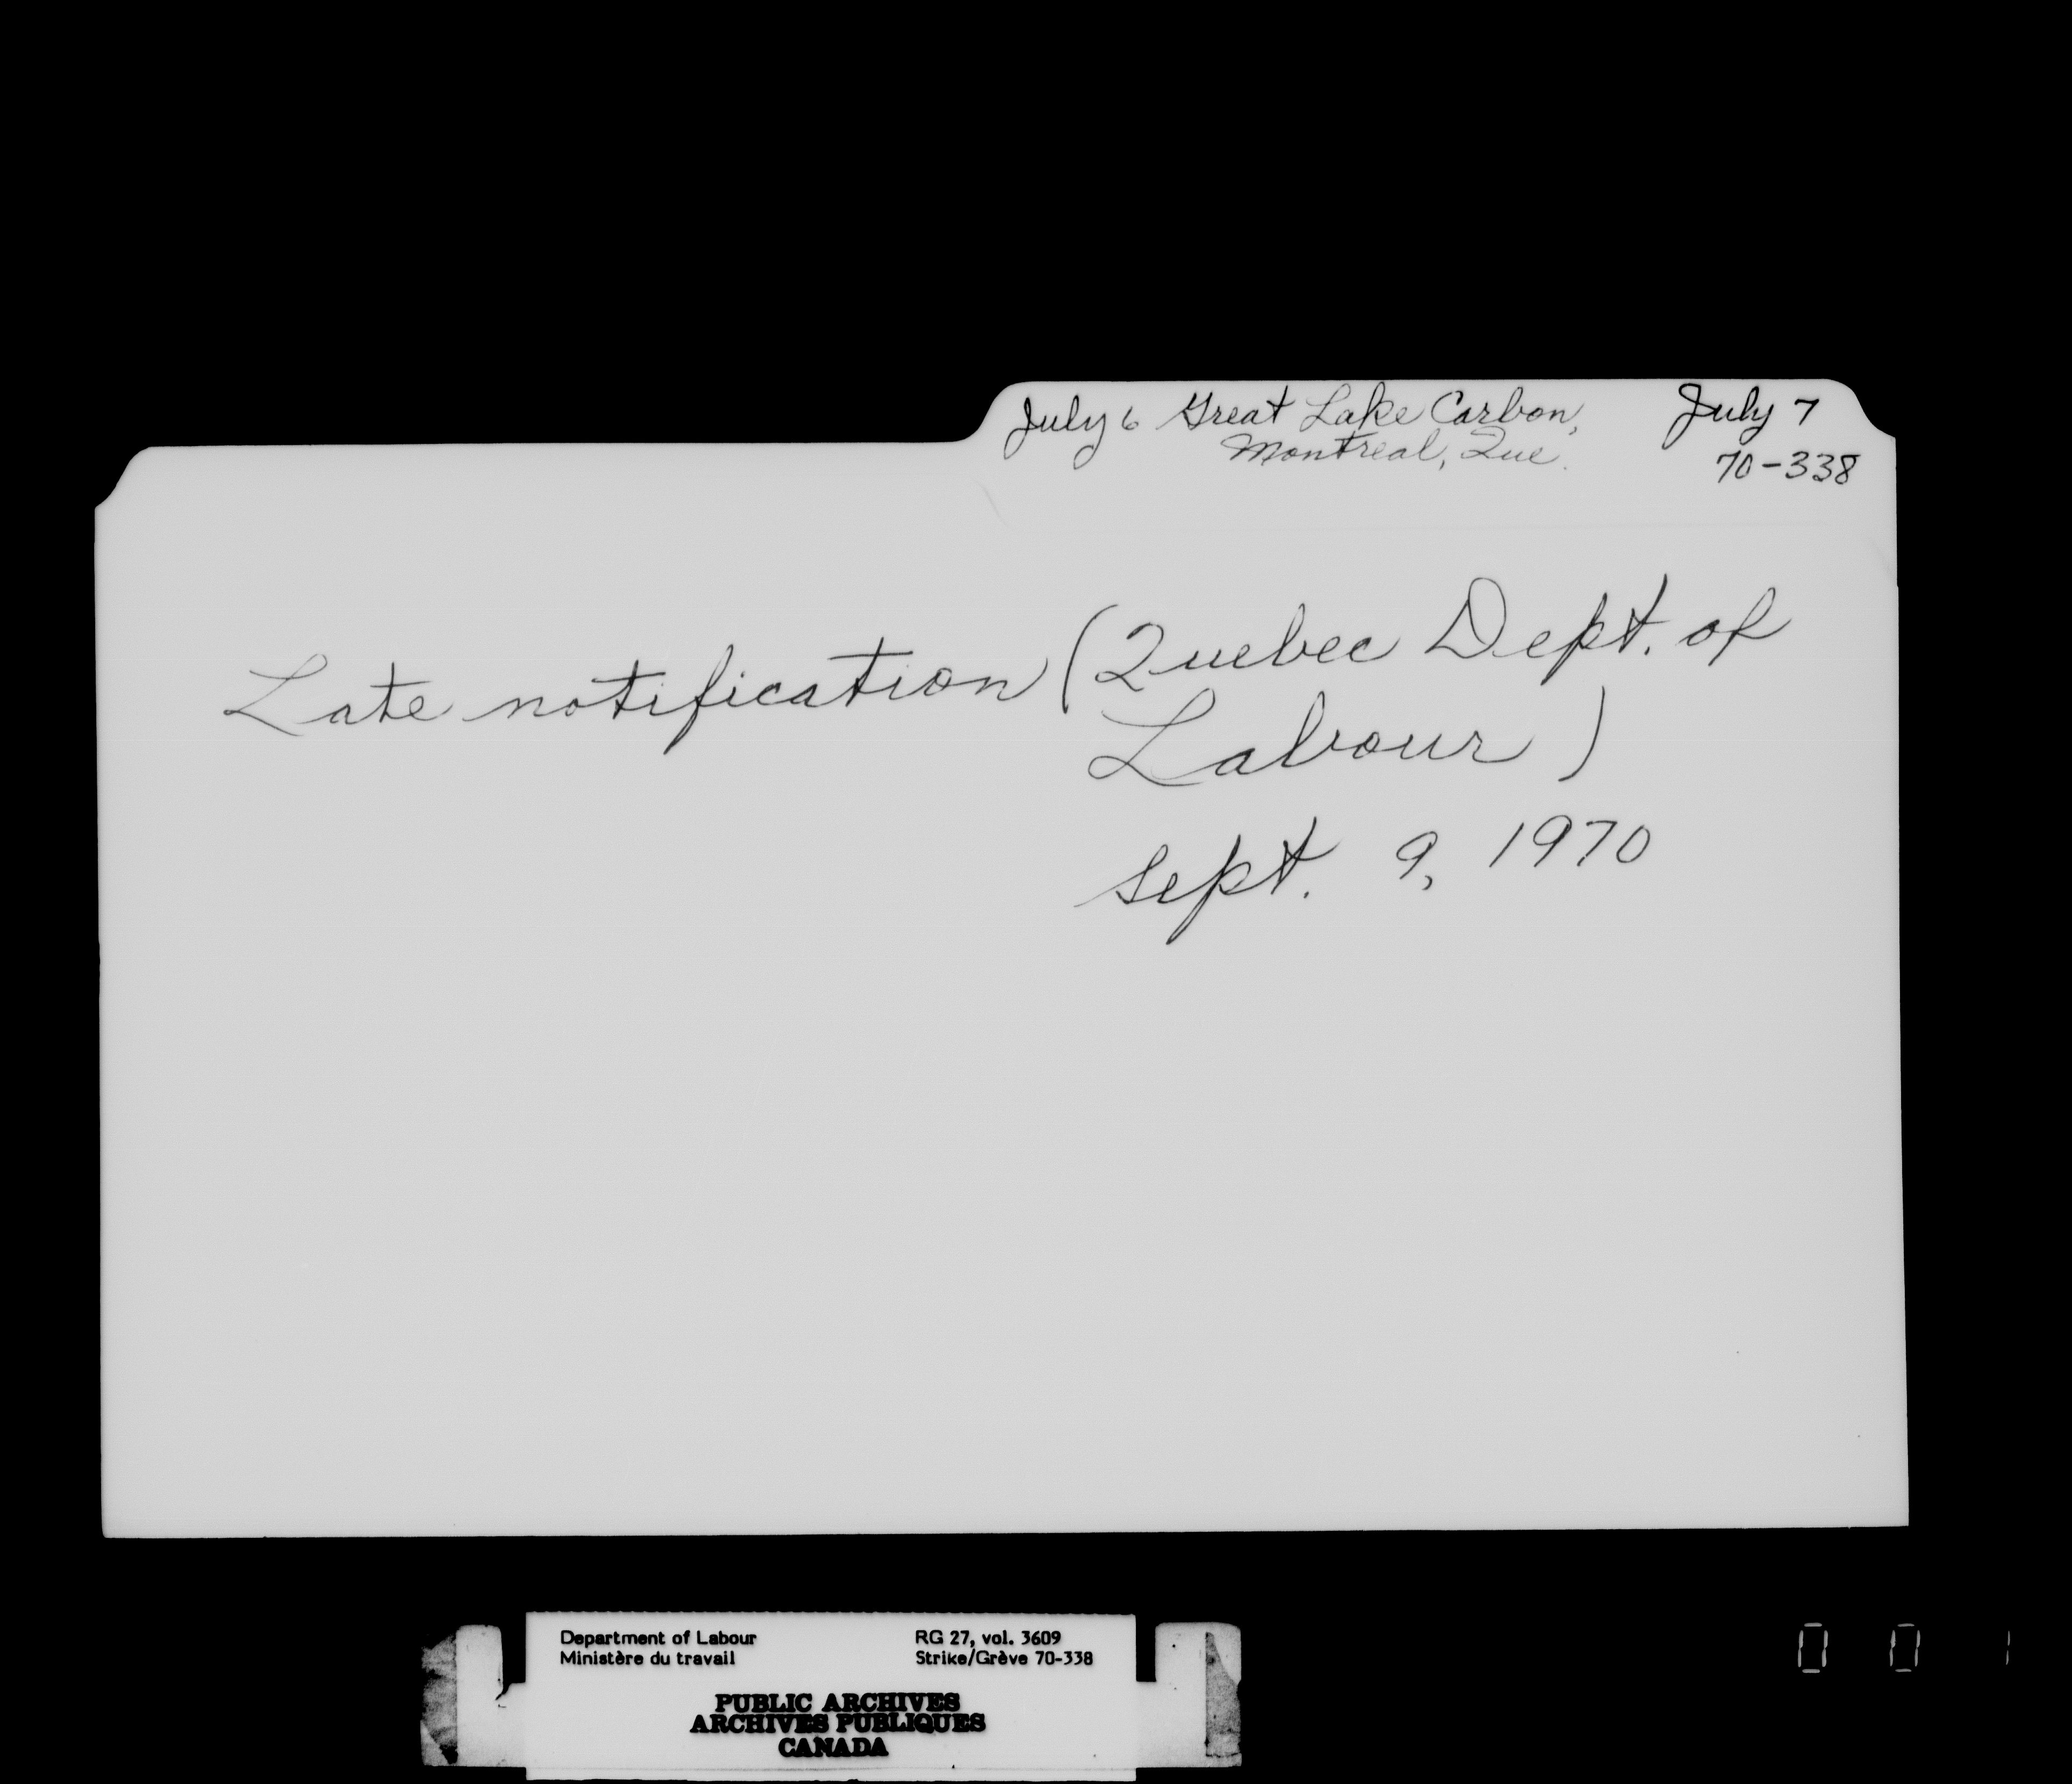 July 6 Great Lake Carbon, July 7
Montreal, Que. 70-338
Late notification (Quebec Dept. of
Labour)
Sept. 9, 1970
Department of Labour RG 27, vol. 3609
Ministère du travail Strike/Grève 70-338
PUBLIC ARCHIVES
ARCHIVES PUBLIQUES
CANADA
001